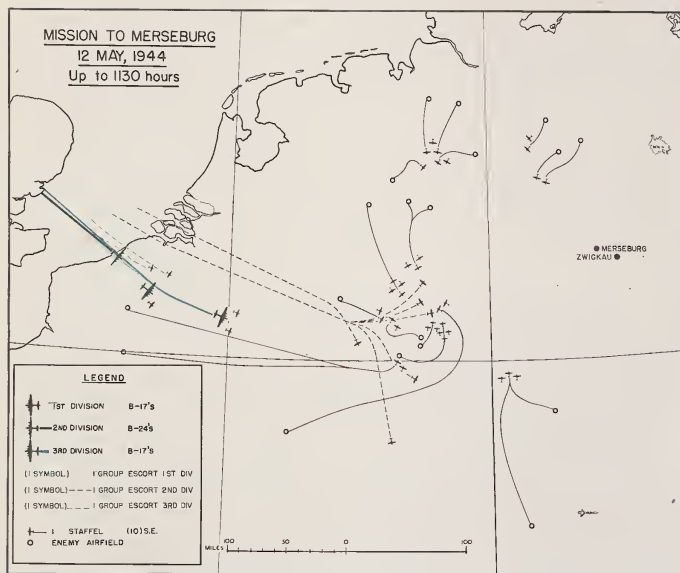 MISSION TO MERSEBURG
12 MAY, 1944
Up to 1130 hours
MERSEBURG
ZWICKAU
LEGEND
1ST DIVISION B-17'S
2ND DIVISION B-24'S
3RD DIVISION B-17'S
(1 SYMBOL) 1 GROUP ESCORT 1ST DIV
(1 SYMBOL) 1 GROUP ESCORT 2ND DIV
(1 SYMBOL) 1 GROUP ESCORT 3RD DIV
1 STAFFEL (10) S.E.
ENEMY AIRFIELD
100 50 0 100
MILES